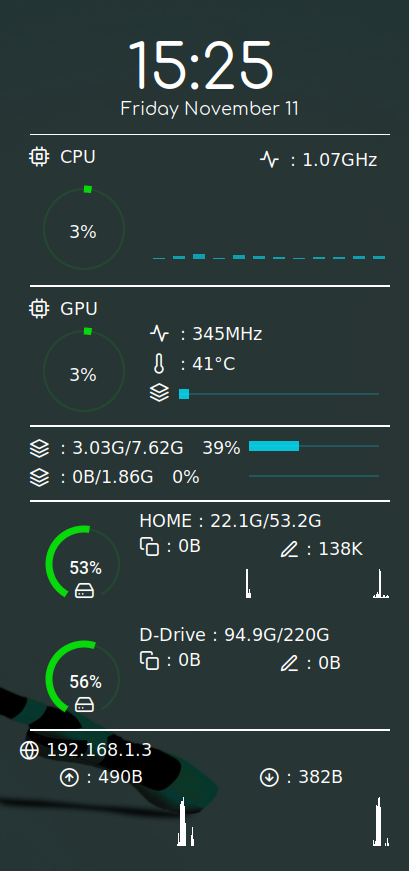 15:25
Friday November 11
CPU : 1.07GHz
3%
GPU
: 345MHz
: 41°C
3%
: 3.03G/7.62G 39%
: 0B/1.86G 0%
HOME : 22.1G/53.2G
: 0B : 138K
53%
D-Drive : 94.9G/220G
: 0B : 0B
56%
192.168.1.3
: 490B : 382B